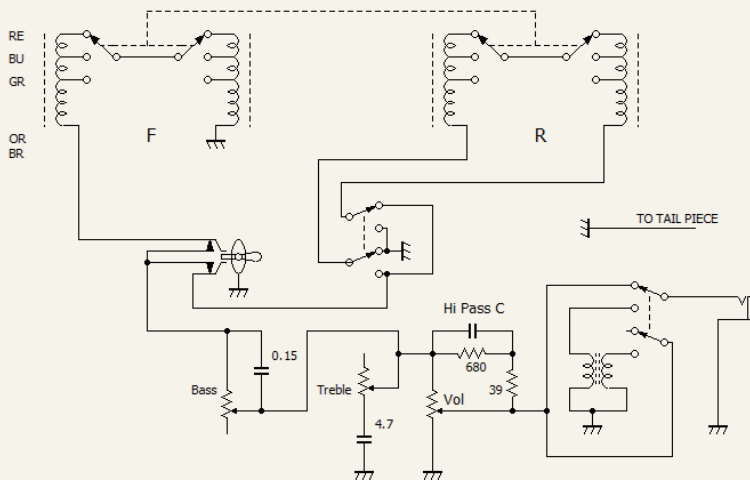 RE
BU
GR
OR
BR
F
R
TO TAIL PIECE
Hi Pass C
680
39
0.15
Bass
Treble
Vol
4.7